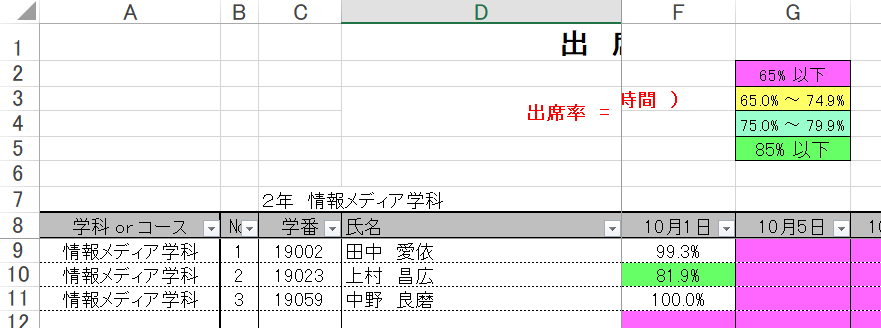 A B C D F G
1 出 席
2 65% 以下
3 時間 ) 65.0% ～ 74.9%
出席率 =
4 75.0% ～ 79.9%
5 85% 以下
6
7 2年 情報メディア学科
8 学科 orコース No 学番 氏名 10月1日 10月5日 10
9 情報メディア学科 1 19002 田中 愛依 99.3%
10 情報メディア学科 2 19023 上村 昌広 81.9%
11 情報メディア学科 3 19059 中野 良磨 100.0%
12